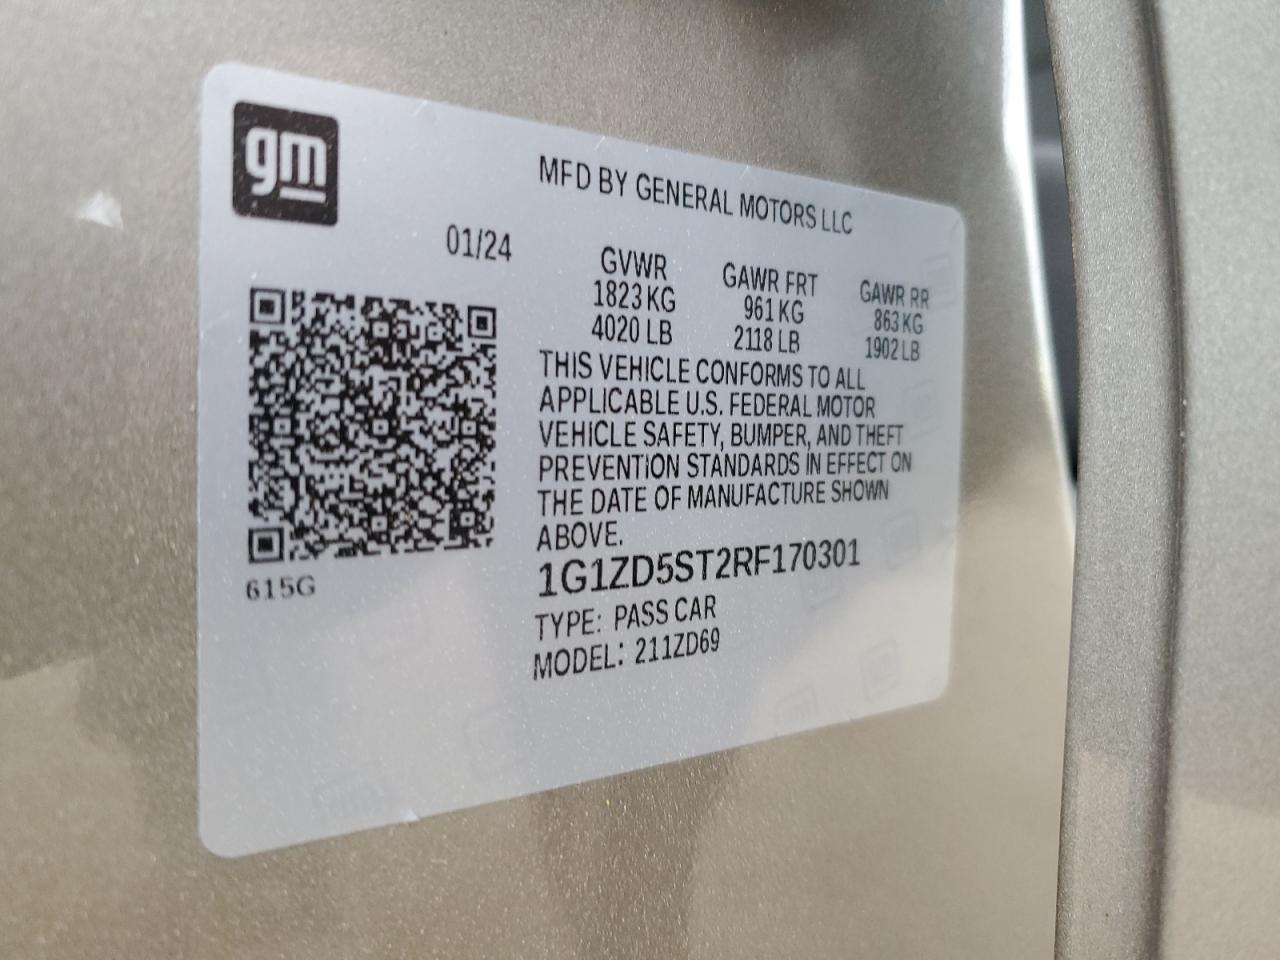 gm
MFD BY GENERAL MOTORS LLC
01/24
GVWR GAWR FRT GAWR RR
1823 KG 961 KG 863 KG
4020 LB 2118 LB 1902 LB
THIS VEHICLE CONFORMS TO ALL
APPLICABLE U.S. FEDERAL MOTOR
VEHICLE SAFETY, BUMPER, AND THEFT
PREVENTION STANDARDS IN EFFECT ON
THE DATE OF MANUFACTURE SHOWN
ABOVE.
1G1ZD5ST2RF170301
TYPE: PASS CAR
MODEL: 211ZD69
615G